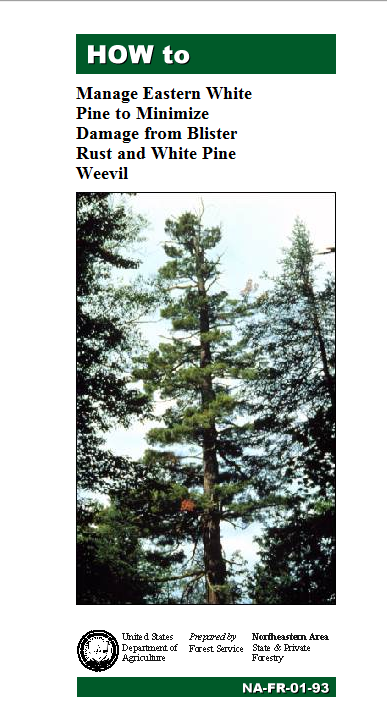 HOW to
Manage Eastern White
Pine to Minimize
Damage from Blister
Rust and White Pine
Weevil
United States
Department of
Agriculture
Prepared by
Forest Service
Northeastern Area
State & Private
Forestry
NA-FR-01-93